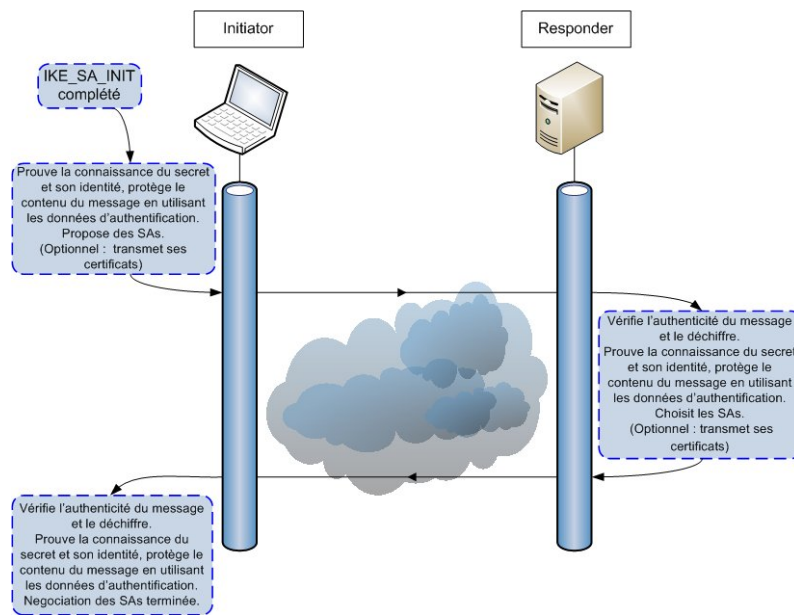 Initiator
Responder
IKE_SA_INIT
complété
Prouve la connaissance du secret
et son identité, protège le
contenu du message en utilisant
les données d'authentification.
Propose des SAs.
(Optionnel : transmet ses
certificats)
Vérifie l'authenticité du message
et le déchiffre.
Prouve la connaissance du secret
et son identité, protège le
contenu du message en utilisant
les données d'authentification.
Choisit les SAs.
(Optionnel : transmet ses
certificats)
Vérifie l'authenticité du message
et le déchiffre.
Prouve la connaissance du
secret et son identité, protège le
contenu du message en utilisant
les données d'authentification.
Negociation des SAs terminée.